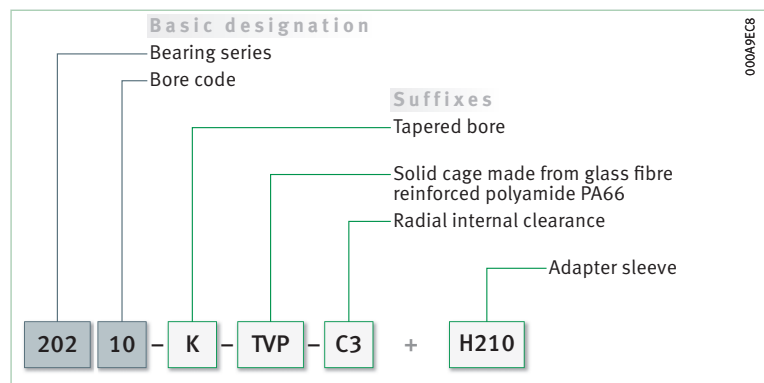 Basic designation
Bearing series
Bore code
Suffixes
Tapered bore
Solid cage made from glass fibre
reinforced polyamide PA66
Radial internal clearance
Adapter sleeve
202 10 – K – TVP – C3 + H210
000A9EC8